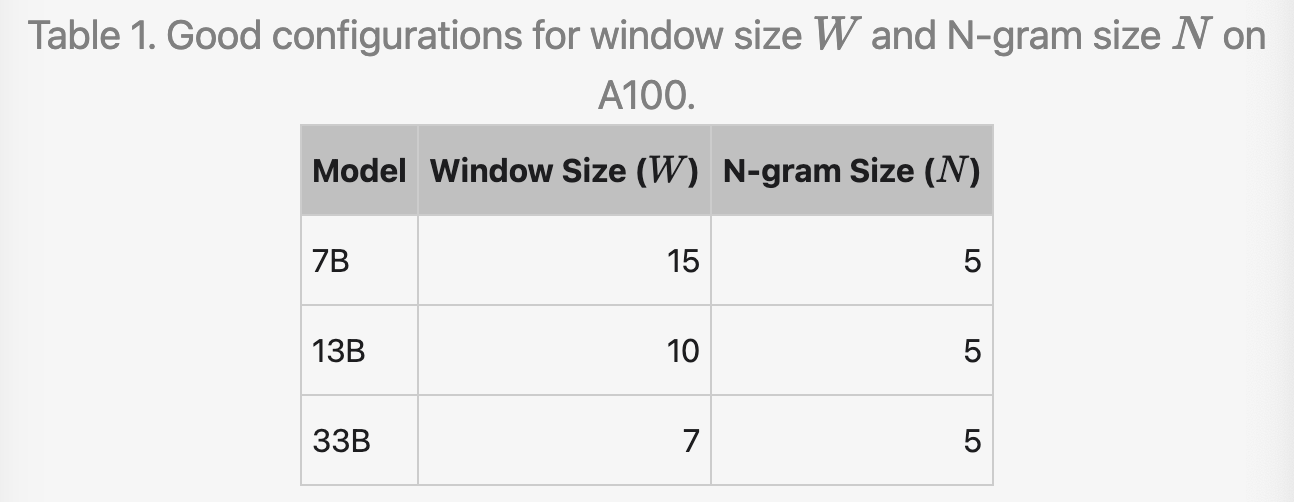 Table 1. Good configurations for window size W and N-gram size N on
A100.
Model Window Size (W) N-gram Size (N)
7B 15 5
13B 10 5
33B 7 5